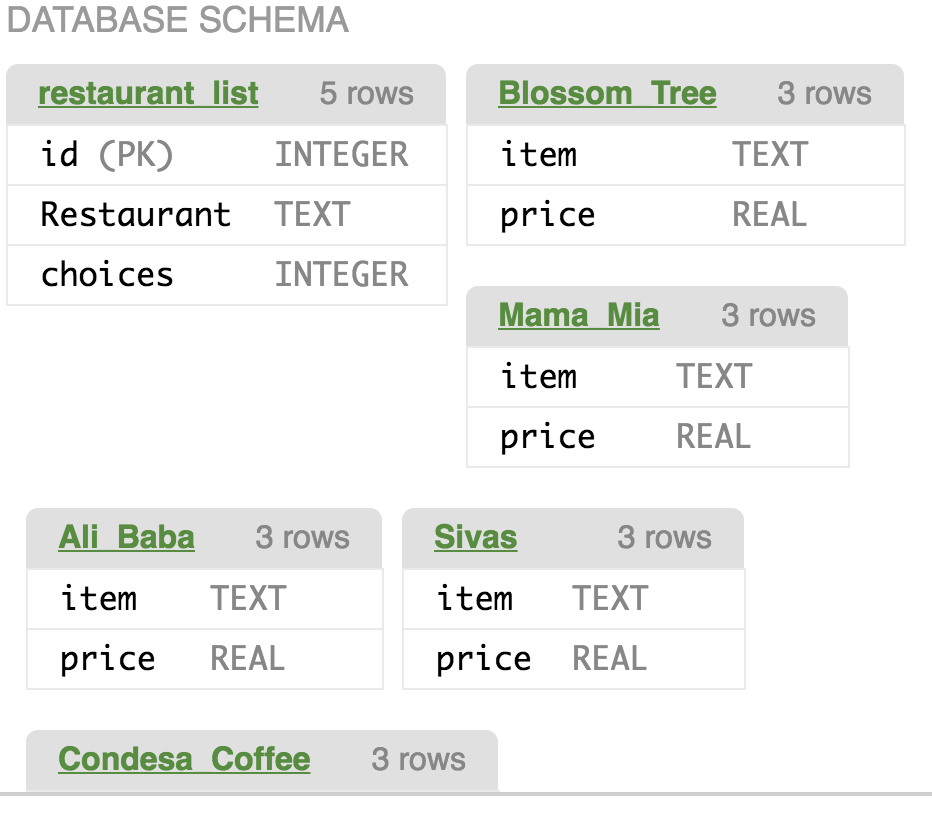 DATABASE SCHEMA
restaurant_list 5 rows
id (PK) INTEGER
Restaurant TEXT
choices INTEGER
Blossom_Tree 3 rows
item TEXT
price REAL
Mama_Mia 3 rows
item TEXT
price REAL
Ali_Baba 3 rows
item TEXT
price REAL
Sivas 3 rows
item TEXT
price REAL
Condesa_Coffee 3 rows